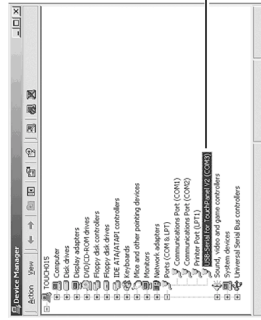 Device Manager
Action View
TOUCH01S
Computer
Disk drives
Display adapters
DVD/CD-ROM drives
Floppy disk controllers
Floppy disk drives
IDE ATA/ATAPI controllers
Keyboards
Mice and other pointing devices
Monitors
Network adapters
Ports (COM & LPT)
Communications Port (COM1)
Communications Port (COM2)
Printer Port (LPT1)
USB-Serial for TouchPanel V2 (COM3)
Sound, video and game controllers
System devices
Universal Serial Bus controllers